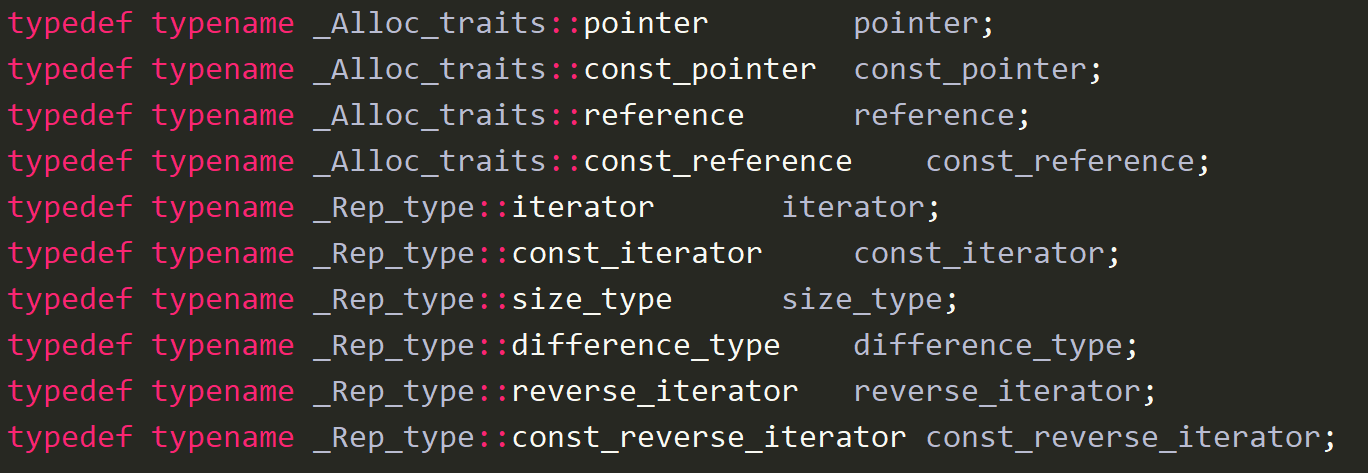 typedef typename _Alloc_traits::pointer        pointer;
typedef typename _Alloc_traits::const_pointer  const_pointer;
typedef typename _Alloc_traits::reference      reference;
typedef typename _Alloc_traits::const_reference    const_reference;
typedef typename _Rep_type::iterator       iterator;
typedef typename _Rep_type::const_iterator     const_iterator;
typedef typename _Rep_type::size_type      size_type;
typedef typename _Rep_type::difference_type    difference_type;
typedef typename _Rep_type::reverse_iterator   reverse_iterator;
typedef typename _Rep_type::const_reverse_iterator const_reverse_iterator;